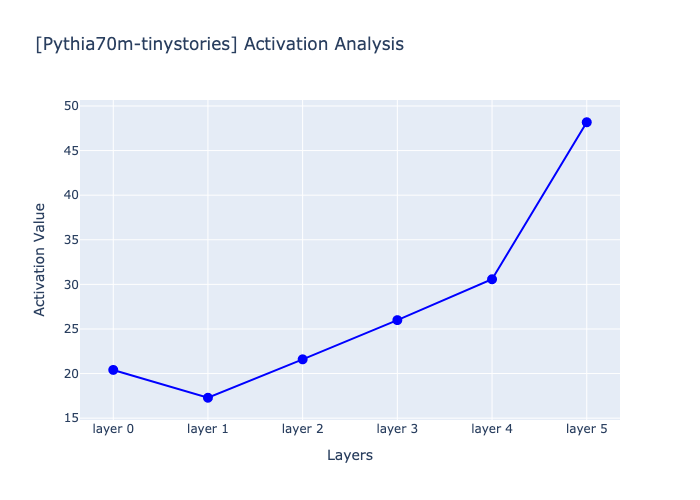 [Pythia70m-tinystories] Activation Analysis
50
45
40
35
30
25
20
15
Activation Value
layer 0 layer 1 layer 2 layer 3 layer 4 layer 5
Layers